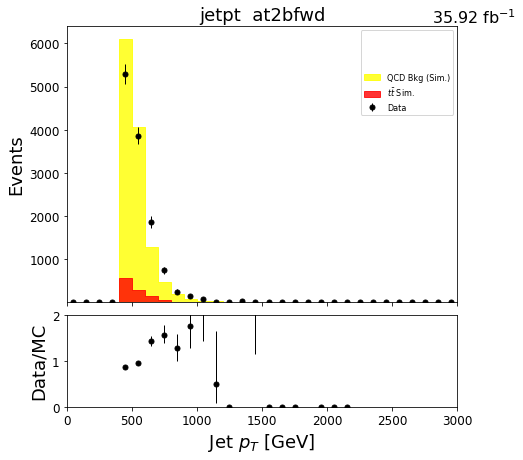 jetpt  at2bfwd
35.92 fb⁻¹
QCD Bkg (Sim.)
tt̄ Sim.
Data
Events
6000
5000
4000
3000
2000
1000
Data/MC
2
1
0
0 500 1000 1500 2000 2500 3000
Jet p_T [GeV]